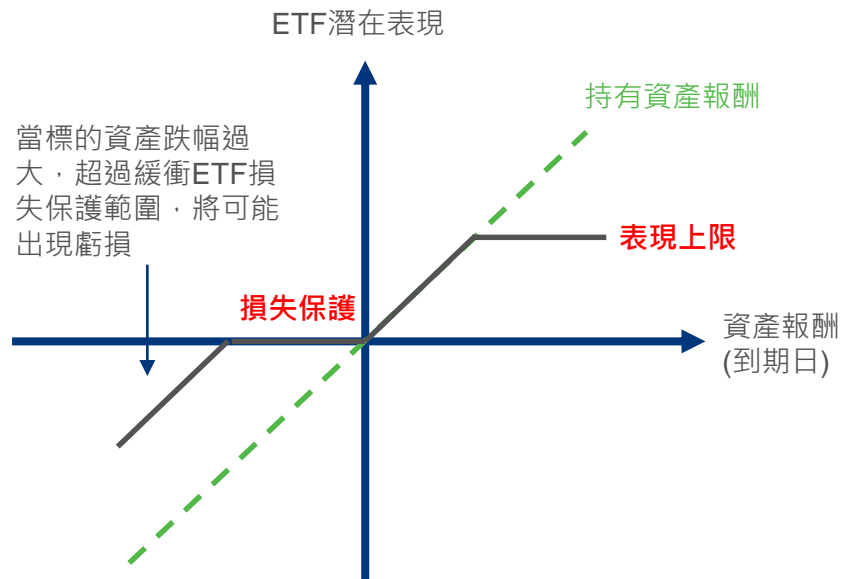 ETF潛在表現
持有資產報酬
當標的資產跌幅過
大，超過緩衝ETF損
失保護範圍，將可能
出現虧損
表現上限
損失保護
資產報酬
(到期日)